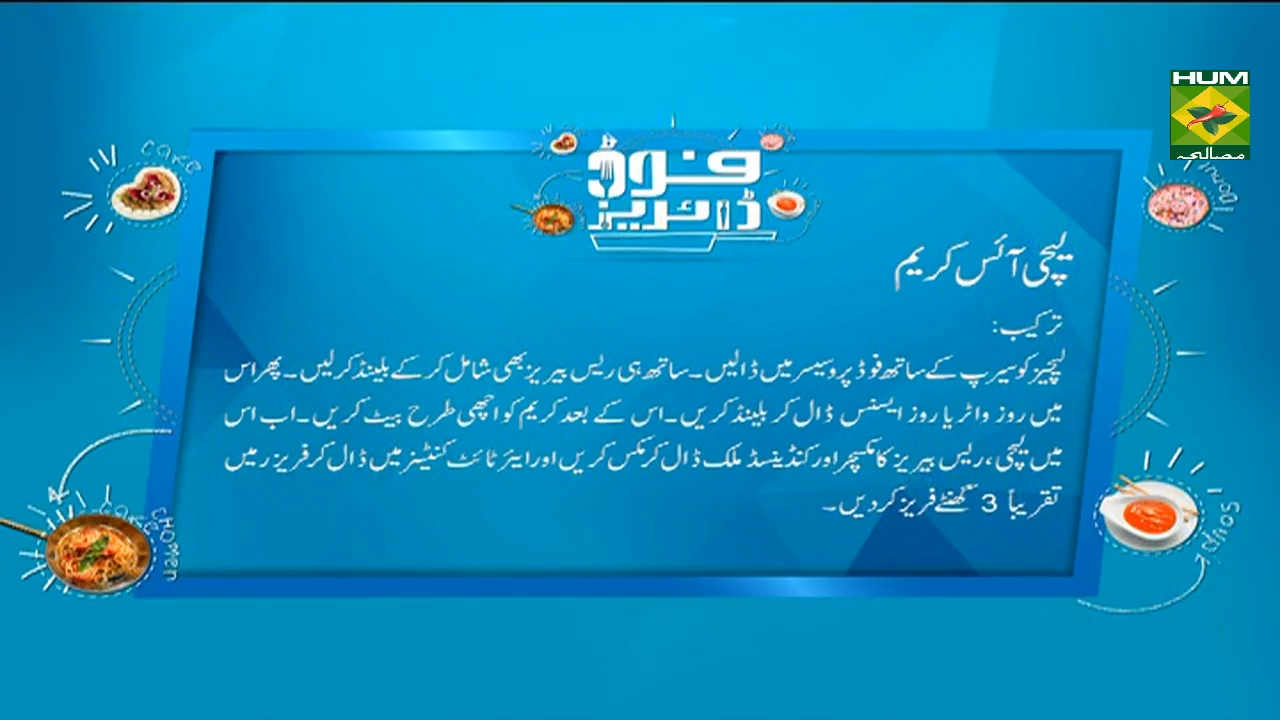 HUM
مصالحہ
فوڈ
ڈائریز
CAKE
DONUT
لیچی آئس کریم
ترکیب:
لیچیز کو سیرپ کے ساتھ فوڈ پروسیسر میں ڈالیں۔ ساتھ ہی ریس بیریز بھی شامل کر کے بلینڈ کر لیں۔ پھر اس
میں روز واٹر یا روز ایسنس ڈال کر بلینڈ کریں۔ اس کے بعد کریم کو اچھی طرح بیٹ کریں۔ اب اس
میں لیچی، ریس بیریز کا مکسچر اور کنڈینسڈ ملک ڈال کر مکس کریں اور ایئر ٹائٹ کنٹینر میں ڈال کر فریزر میں
تقریباً 3 گھنٹے فریز کر دیں۔
CHOMEN
SOUP